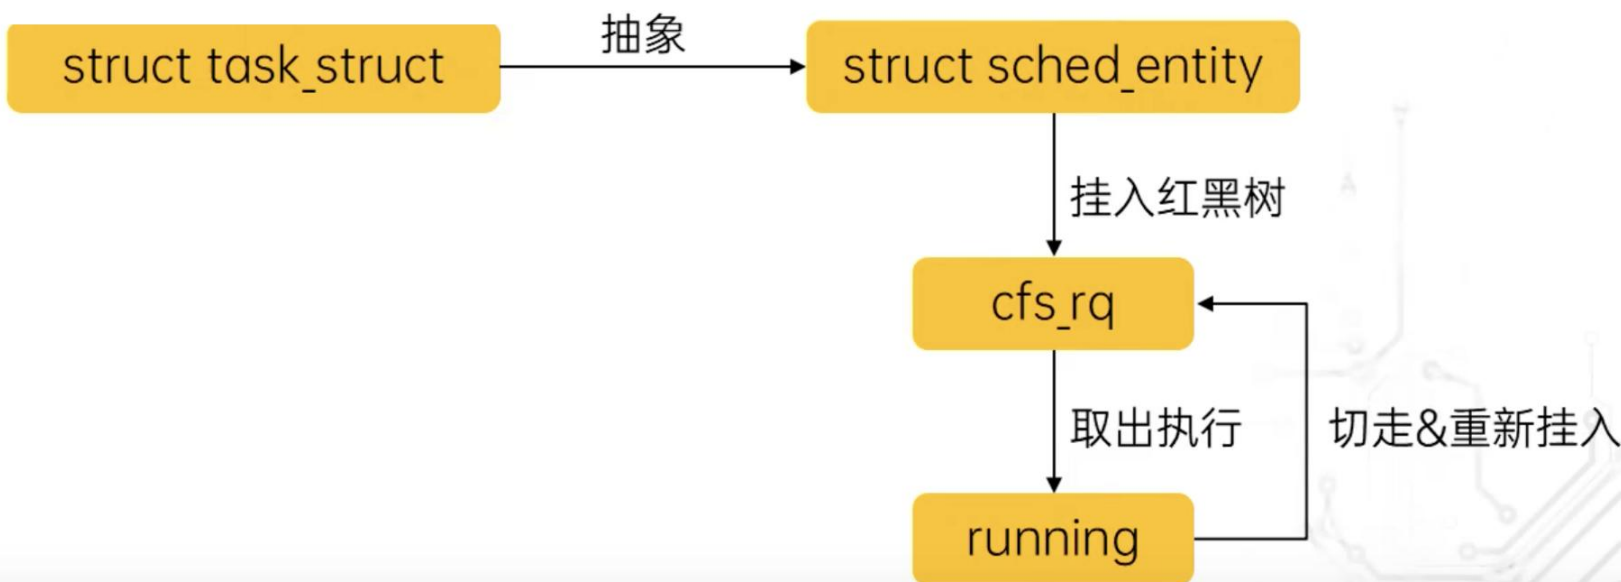 抽象
struct task_struct
struct sched_entity
挂入红黑树
cfs_rq
取出执行
切走&重新挂入
running